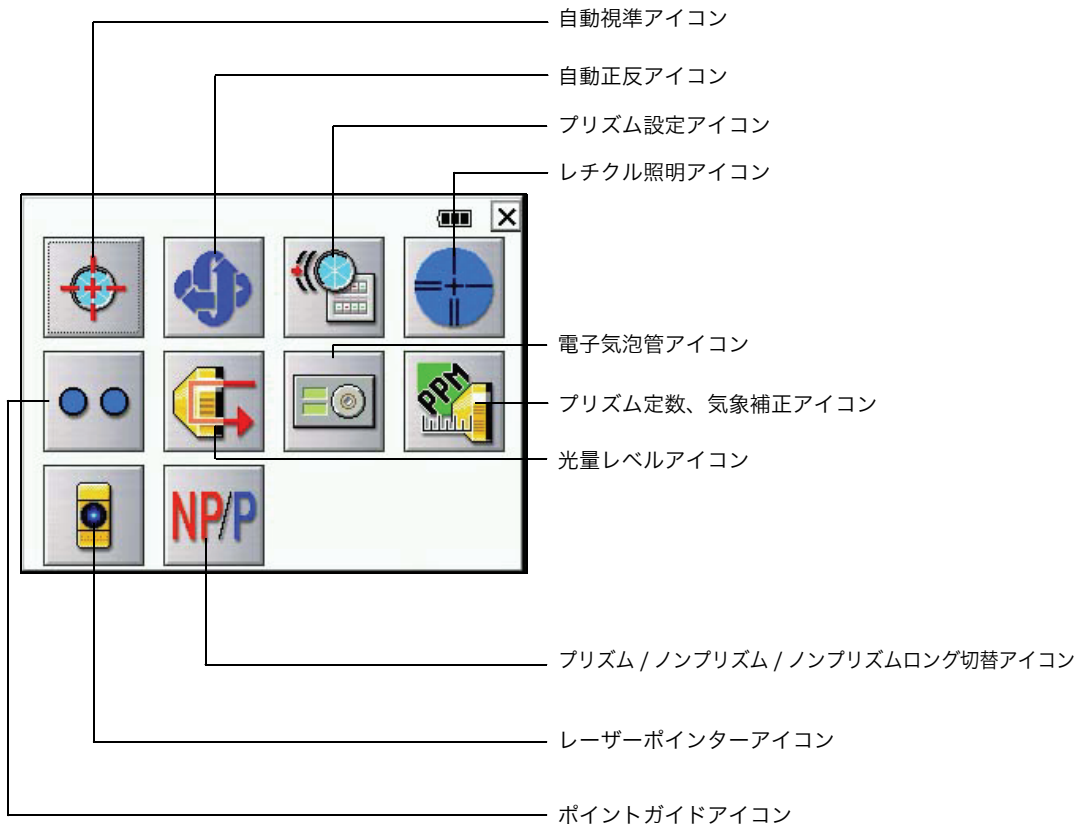 自動視準アイコン
自動正反アイコン
プリズム設定アイコン
レチクル照明アイコン
電子気泡管アイコン
PPM
プリズム定数、気象補正アイコン
光量レベルアイコン
NP/P
プリズム / ノンプリズム / ノンプリズムロング切替アイコン
レーザーポインターアイコン
ポイントガイドアイコン